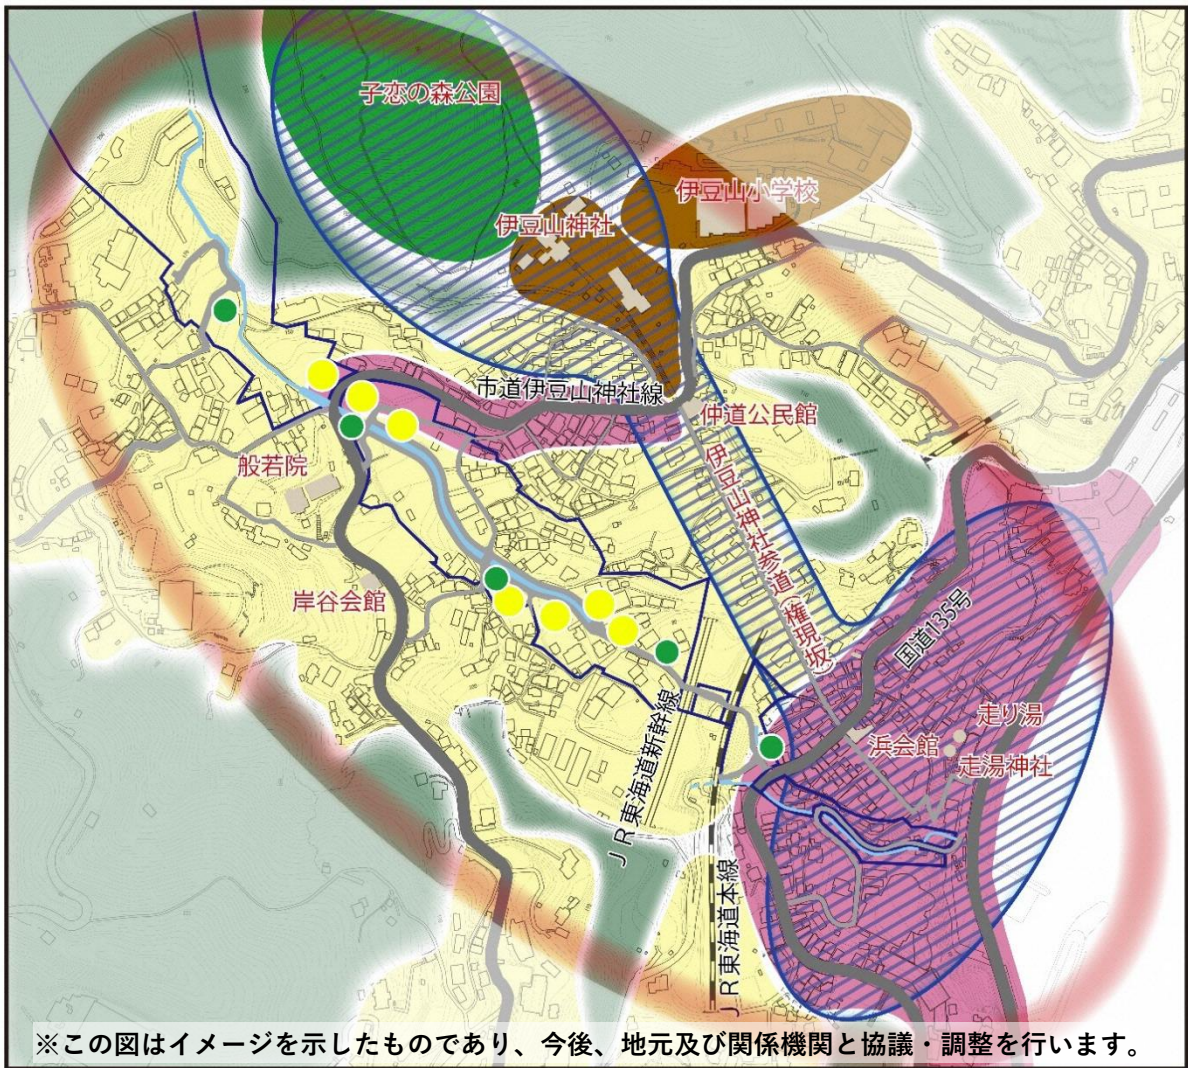 子恋の森公園
伊豆山小学校
伊豆山神社
市道伊豆山神社線
仲道公民館
般若院
伊豆山神社参道(権現坂)
岸谷会館
国道135号
走り湯
浜会館
走湯神社
JR東海道新幹線
JR東海道本線
※この図はイメージを示したものであり、今後、地元及び関係機関と協議・調整を行います。